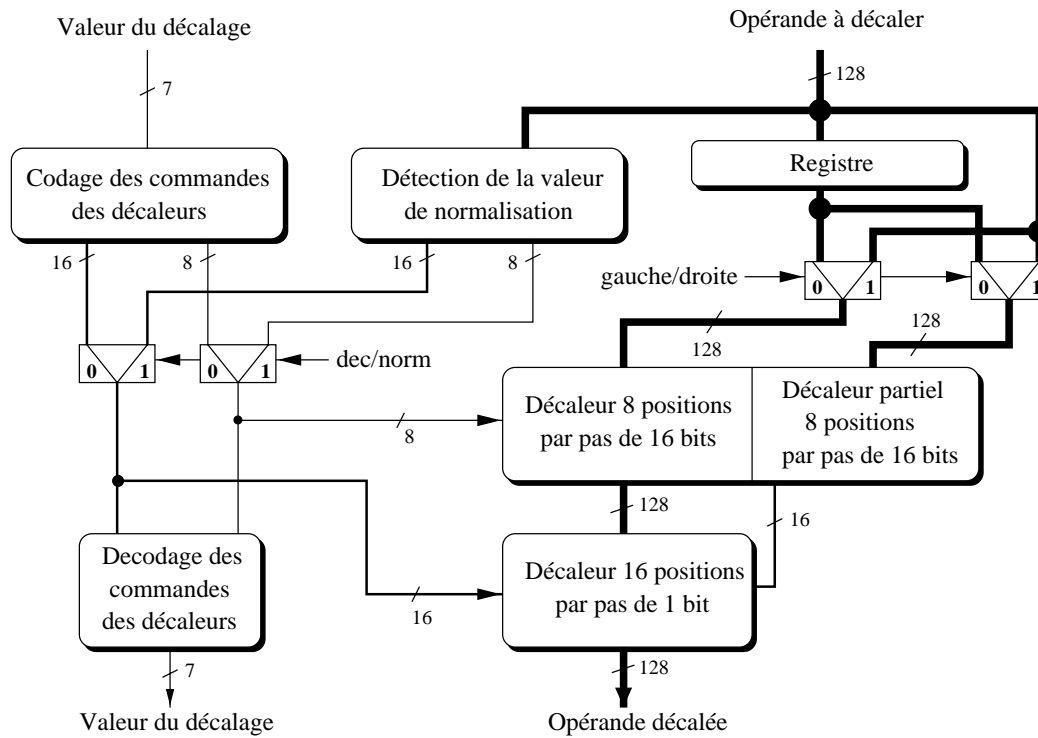 Valeur du décalage
Opérande à décaler
7
128
Codage des commandes
des décaleurs
Détection de la valeur
de normalisation
Registre
16
8
16
8
gauche/droite
0 1
0 1
128
128
0 1
0 1
dec/norm
Décaleur 8 positions
par pas de 16 bits
Décaleur partiel
8 positions
par pas de 16 bits
8
128
16
Decodage des
commandes
des décaleurs
Décaleur 16 positions
par pas de 1 bit
16
7
128
Valeur du décalage
Opérande décalée